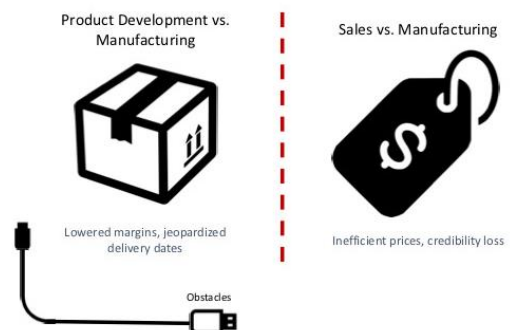 Product Development vs.
Manufacturing
Lowered margins, jeopardized
delivery dates
Sales vs. Manufacturing
$
Inefficient prices, credibility loss
Obstacles